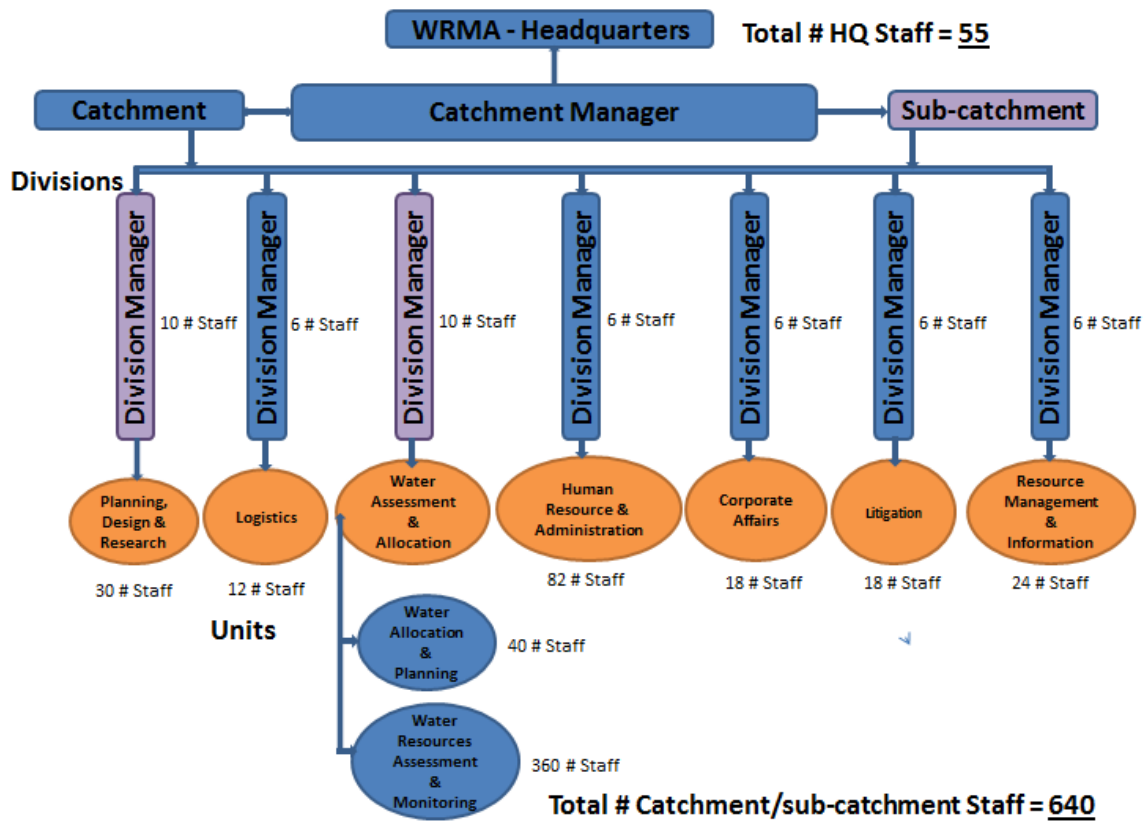 WRMA - Headquarters
Total # HQ Staff = 55
Catchment
Catchment Manager
Sub-catchment
Divisions
Division Manager
10 # Staff
Division Manager
6 # Staff
Division Manager
10 # Staff
Division Manager
6 # Staff
Division Manager
6 # Staff
Division Manager
6 # Staff
Division Manager
6 # Staff
Planning,
Design &
Research
30 # Staff
Logistics
12 # Staff
Water
Assessment
&
Allocation
Human
Resource &
Administration
82 # Staff
Corporate
Affairs
18 # Staff
Litigation
18 # Staff
Resource
Management
&
Information
24 # Staff
Units
Water
Allocation
&
Planning
40 # Staff
Water
Resources
Assessment
&
Monitoring
360 # Staff
Total # Catchment/sub-catchment Staff = 640